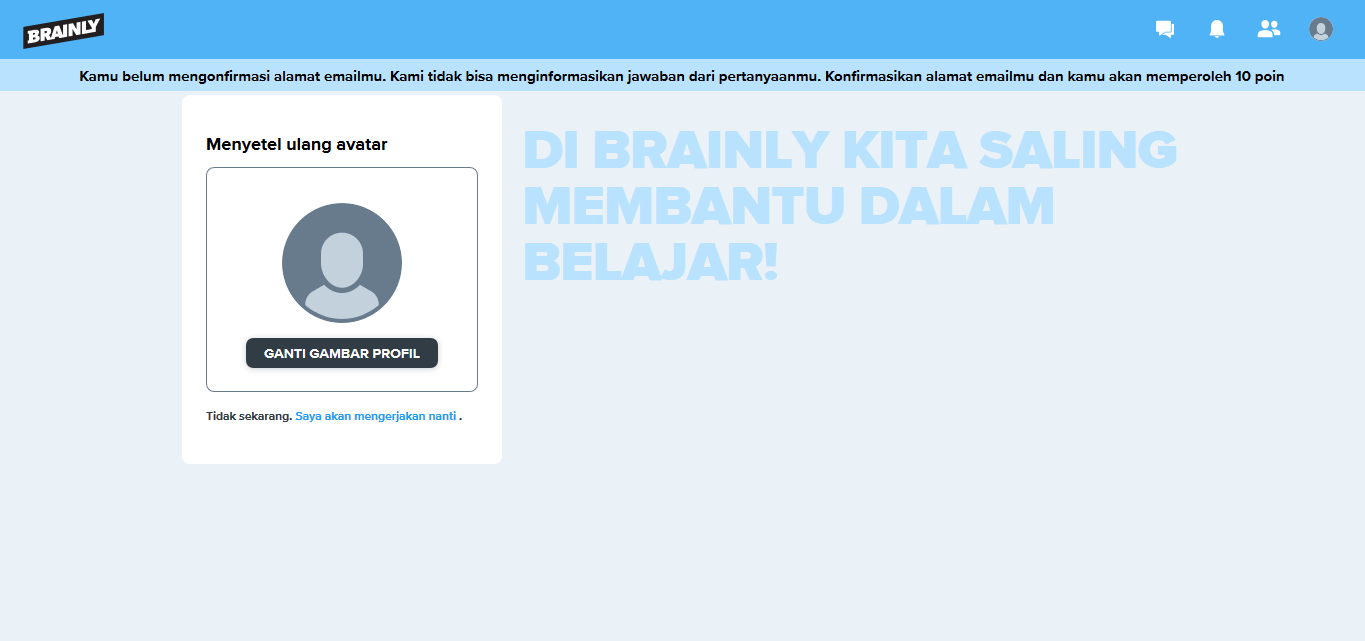 BRAINLY
Kamu belum mengonfirmasi alamat emailmu. Kami tidak bisa menginformasikan jawaban dari pertanyaanmu. Konfirmasikan alamat emailmu dan kamu akan memperoleh 10 poin
Menyetel ulang avatar
GANTI GAMBAR PROFIL
Tidak sekarang. Saya akan mengerjakan nanti .
DI BRAINLY KITA SALING
MEMBANTU DALAM
BELAJAR!